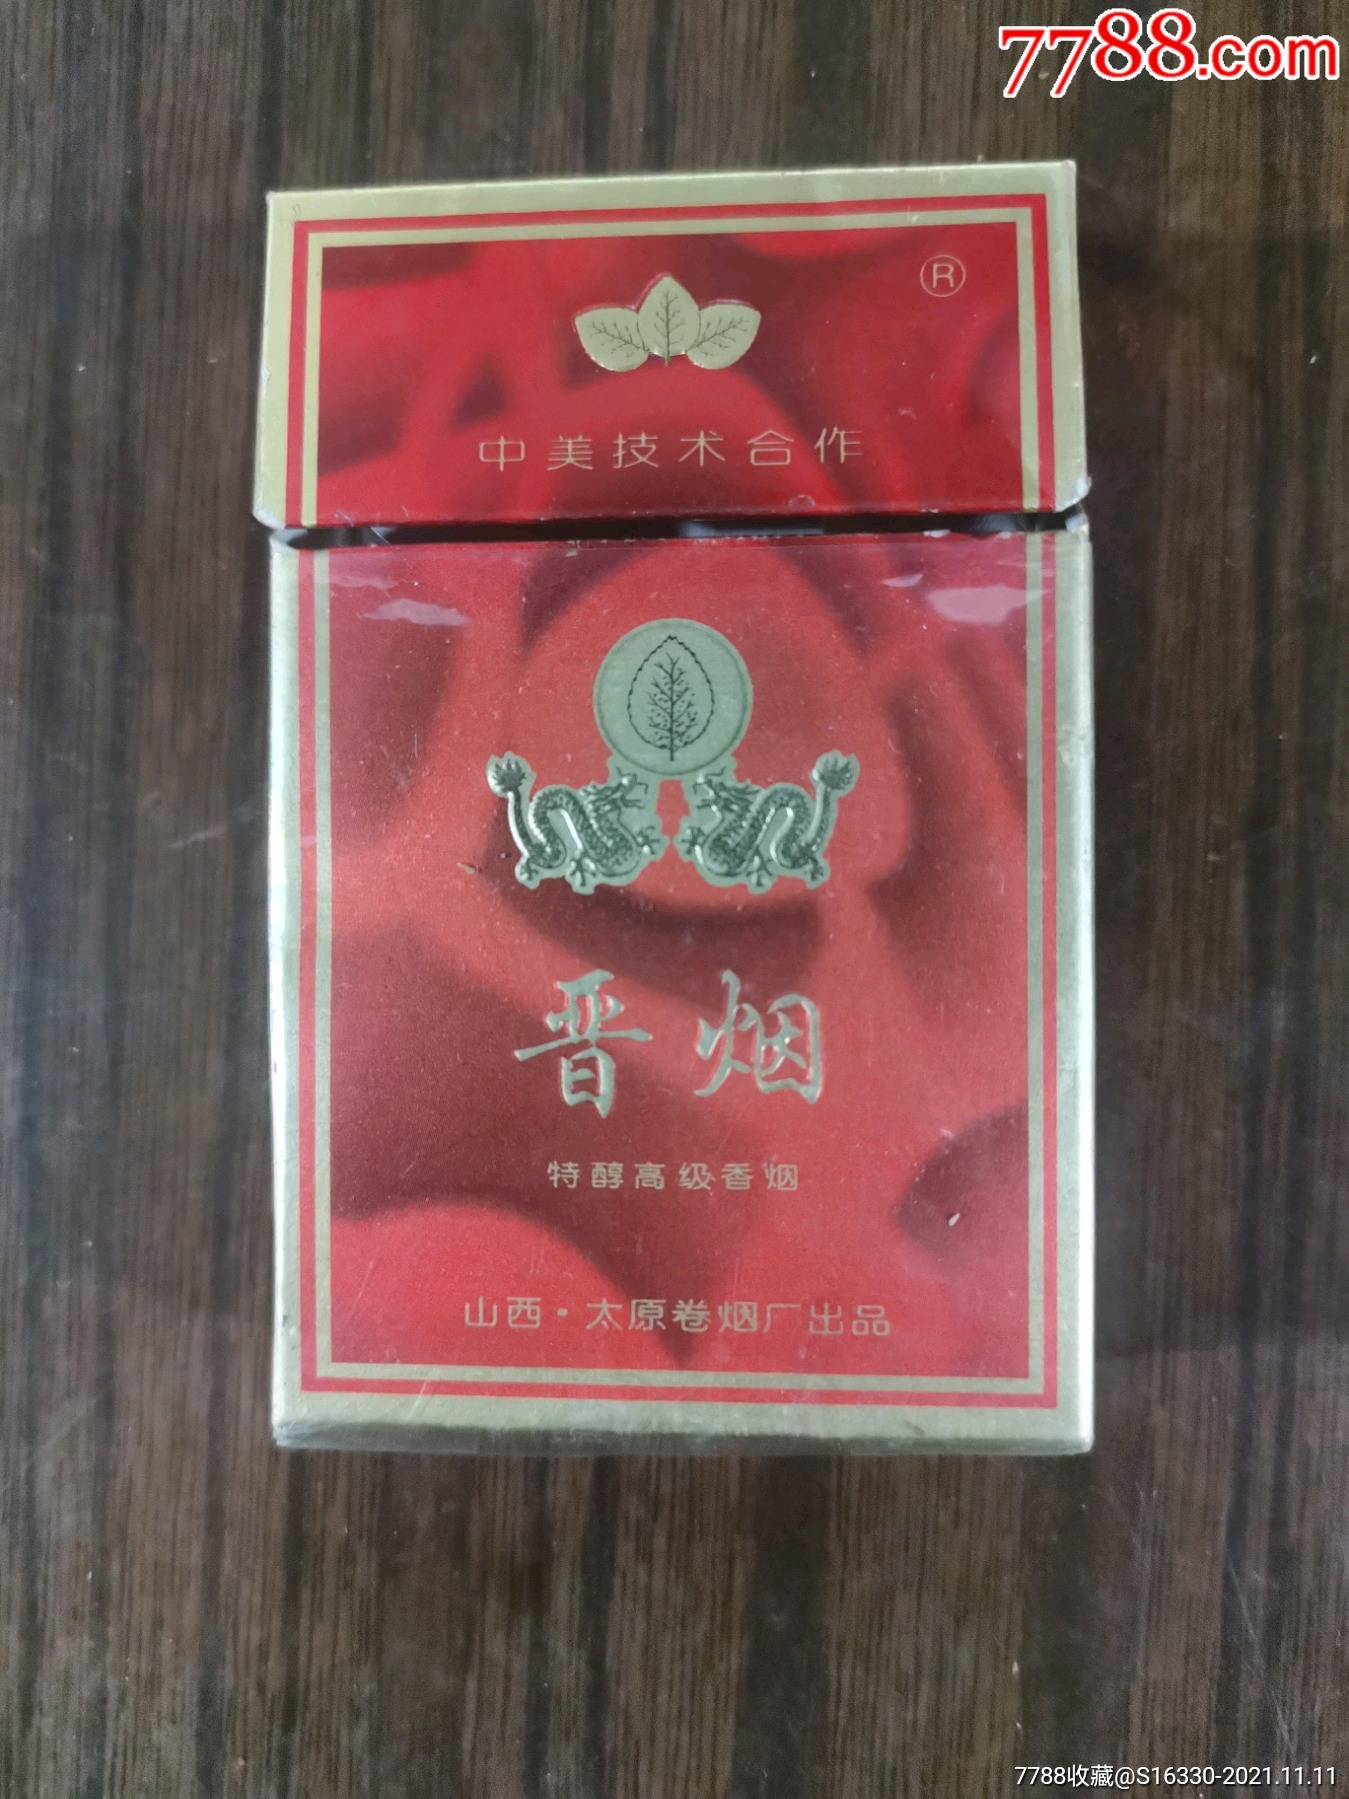 7788.com
R
中美技术合作
晋烟
特醇高级香烟
山西·太原卷烟厂出品
7788收藏@S16330-2021.11.11